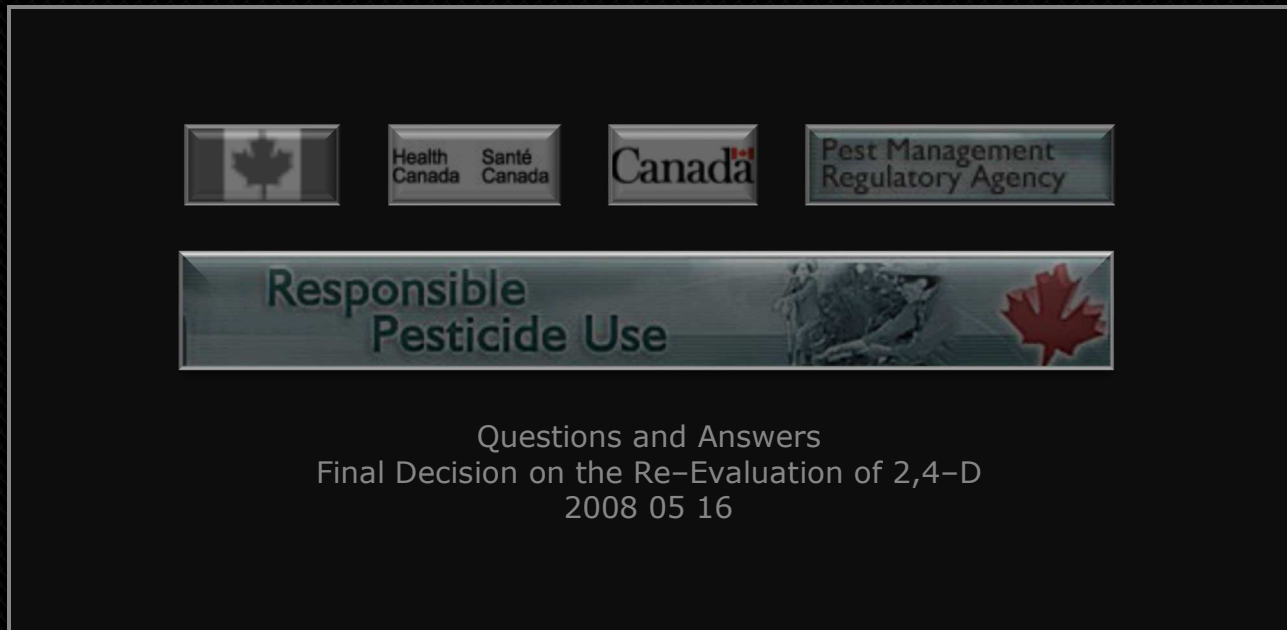 Health Canada
Santé Canada
Canada
Pest Management
Regulatory Agency
Responsible
Pesticide Use
Questions and Answers
Final Decision on the Re–Evaluation of 2,4–D
2008 05 16